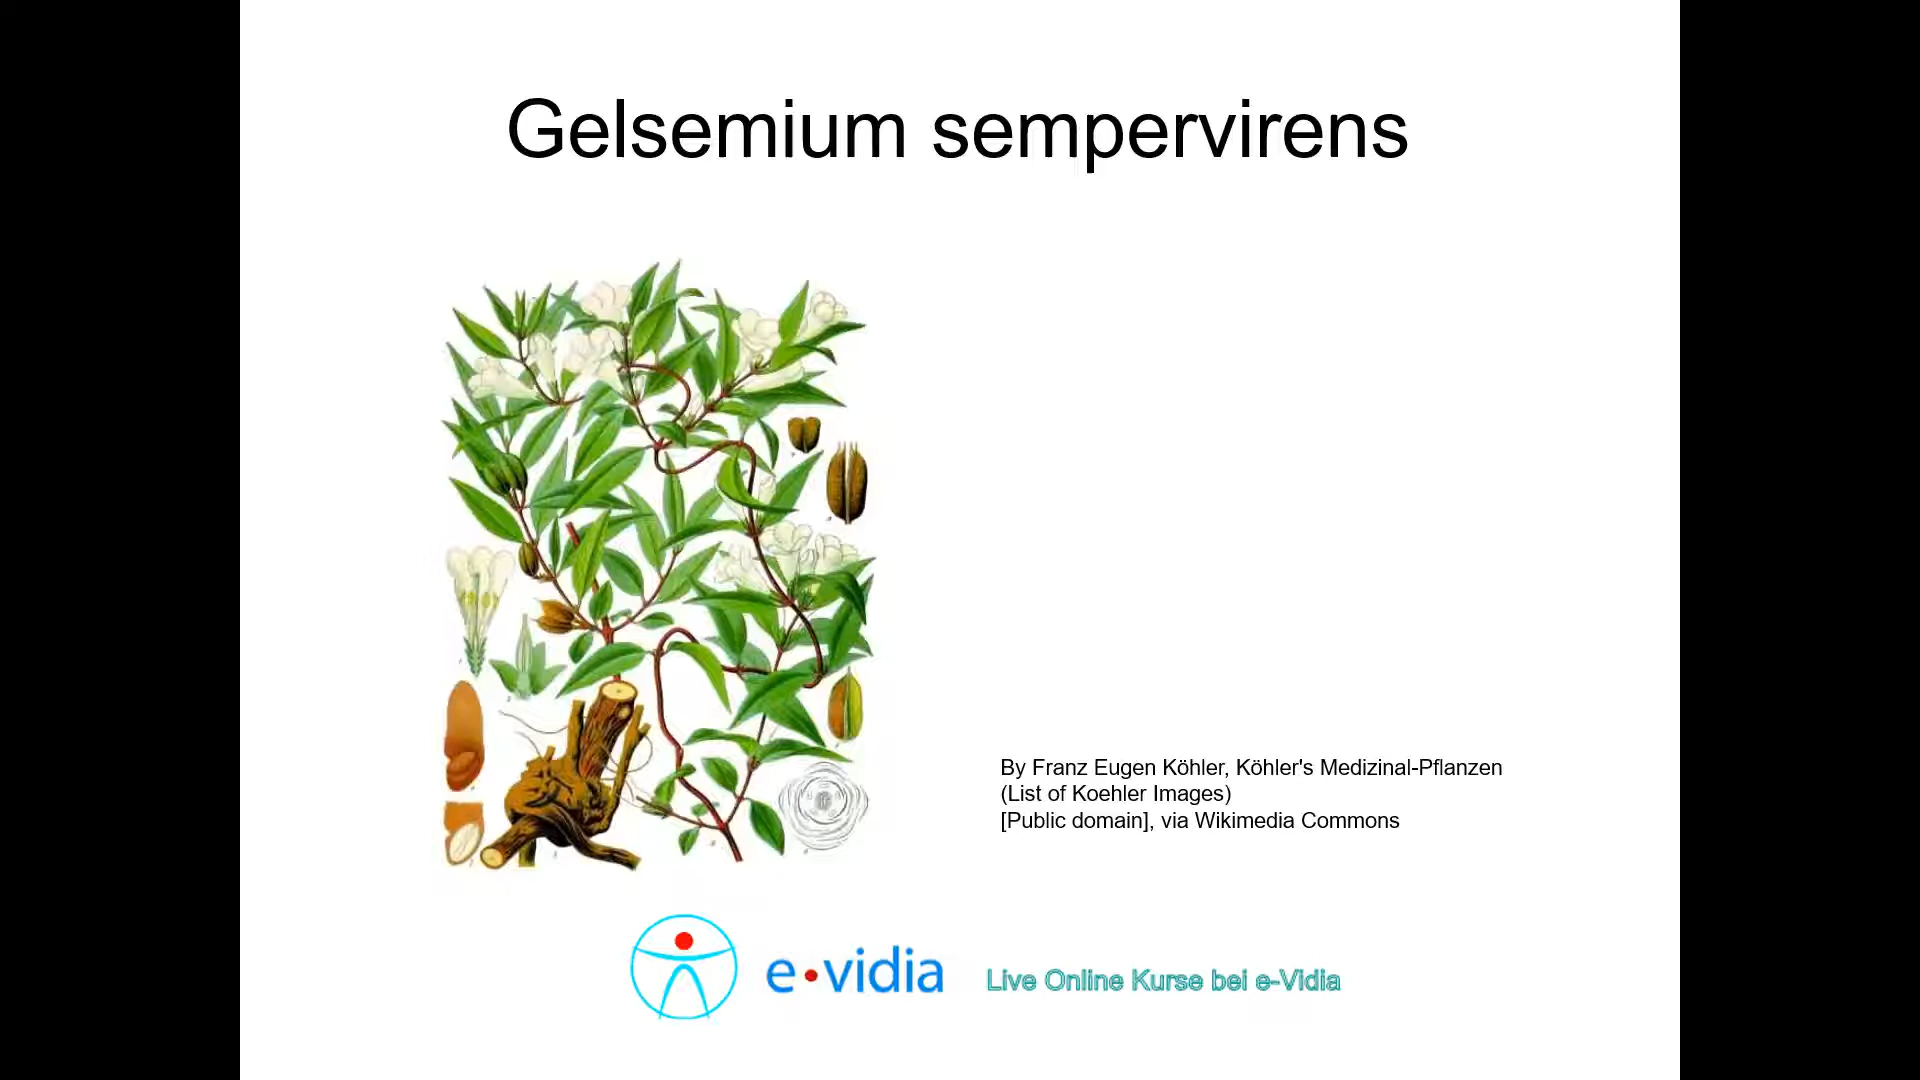 Gelsemium sempervirens
By Franz Eugen Köhler, Köhler's Medizinal-Pflanzen
(List of Koehler Images)
[Public domain], via Wikimedia Commons
e•vidia
Live Online Kurse bei e-Vidia